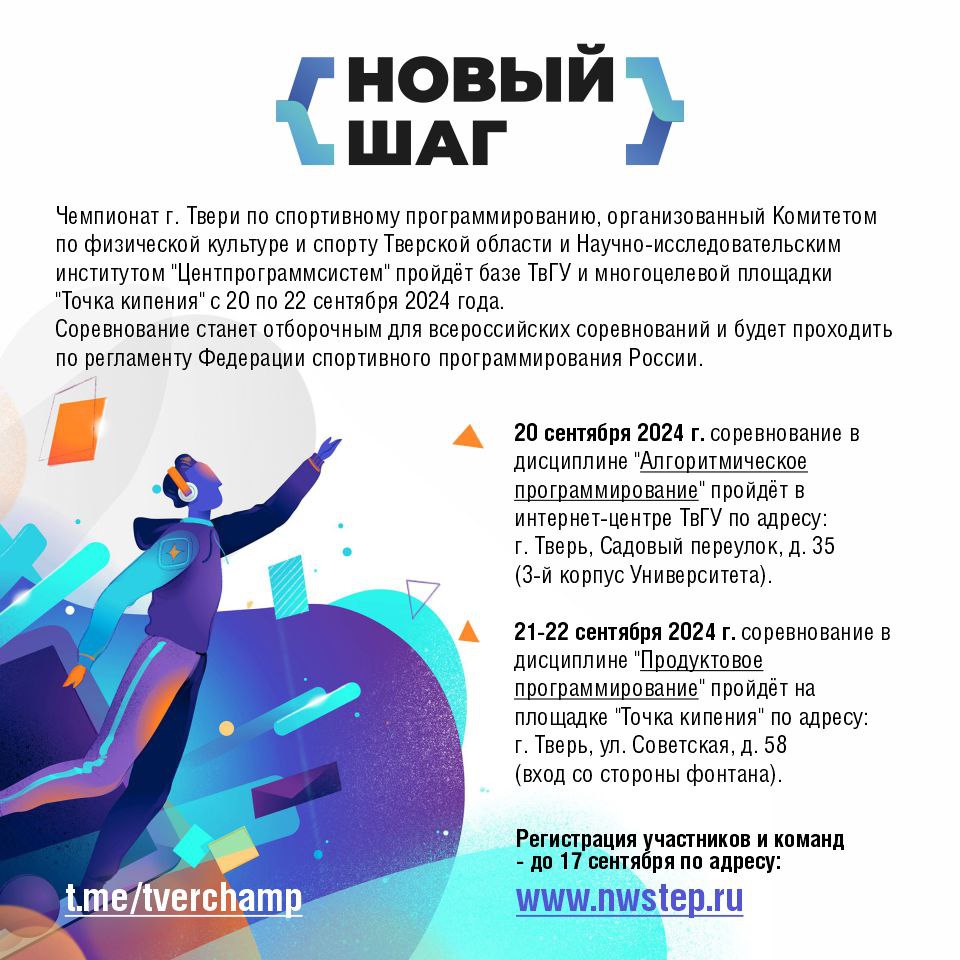 НОВЫЙ
ШАГ
Чемпионат г. Твери по спортивному программированию, организованный Комитетом
по физической культуре и спорту Тверской области и Научно-исследовательским
институтом "Центпрограммсистем" пройдёт базе ТвГУ и многоцелевой площадки
"Точка кипения" с 20 по 22 сентября 2024 года.
Соревнование станет отборочным для всероссийских соревнований и будет проходить
по регламенту Федерации спортивного программирования России.
20 сентября 2024 г. соревнование в
дисциплине "Алгоритмическое
программирование" пройдёт в
интернет-центре ТвГУ по адресу:
г. Тверь, Садовый переулок, д. 35
(3-й корпус Университета).
21-22 сентября 2024 г. соревнование в
дисциплине "Продуктовое
программирование" пройдёт на
площадке "Точка кипения" по адресу:
г. Тверь, ул. Советская, д. 58
(вход со стороны фонтана).
Регистрация участников и команд
- до 17 сентября по адресу:
t.me/tverchamp
www.nwstep.ru